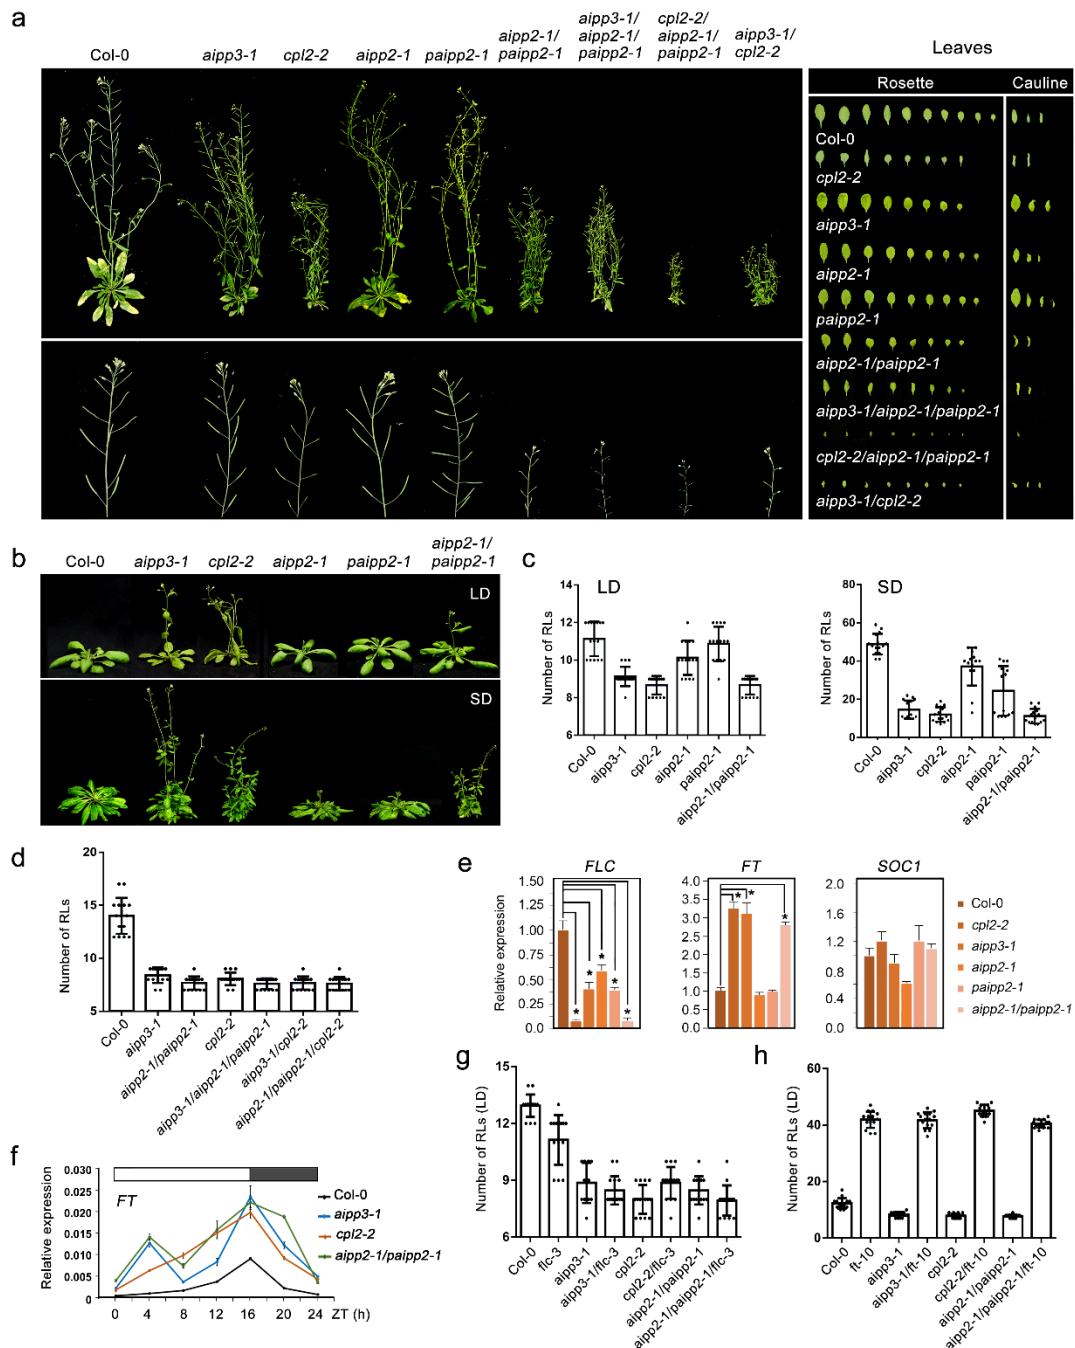 a
Col-0
aipp3-1
cpl2-2
aipp2-1
paipp2-1
aipp2-1/
paipp2-1
aipp3-1/
aipp2-1/
paipp2-1
cpl2-2/
aipp2-1/
paipp2-1
aipp3-1/
cpl2-2
Leaves
Rosette
Cauline
Col-0
cpl2-2
aipp3-1
aipp2-1
paipp2-1
aipp2-1/paipp2-1
aipp3-1/aipp2-1/paipp2-1
cpl2-2/aipp2-1/paipp2-1
aipp3-1/cpl2-2
b
Col-0
aipp3-1
cpl2-2
aipp2-1
paipp2-1
aipp2-1/
paipp2-1
LD
SD
c
LD
Number of RLs
14
12
10
8
6
Col-0
aipp3-1
cpl2-2
aipp2-1
paipp2-1
aipp2-1/paipp2-1
SD
Number of RLs
80
60
40
20
0
Col-0
aipp3-1
cpl2-2
aipp2-1
paipp2-1
aipp2-1/paipp2-1
d
Number of RLs
20
15
10
5
Col-0
aipp3-1
aipp2-1/paipp2-1
cpl2-2
aipp3-1/aipp2-1/paipp2-1
aipp3-1/cpl2-2
aipp2-1/paipp2-1/cpl2-2
e
FLC
Relative expression
1.50
1.25
1.00
0.75
0.50
0.25
0.0
* * * * *
FT
4.0
3.5
3.0
2.5
2.0
1.5
1.0
0.5
0.0
* * *
SOC1
2.0
1.6
1.2
0.8
0.4
0.0
Col-0
cpl2-2
aipp3-1
aipp2-1
paipp2-1
aipp2-1/paipp2-1
f
FT
Relative expression
0.030
0.025
0.020
0.015
0.010
0.005
0.000
0 4 8 12 16 20 24 ZT (h)
Col-0
aipp3-1
cpl2-2
aipp2-1/paipp2-1
g
Number of RLs (LD)
15
12
9
6
Col-0
flc-3
aipp3-1
aipp3-1/flc-3
cpl2-2
cpl2-2/flc-3
aipp2-1/paipp2-1
aipp2-1/paipp2-1/flc-3
h
Number of RLs (LD)
60
40
20
0
Col-0
ft-10
aipp3-1
aipp3-1/ft-10
cpl2-2
cpl2-2/ft-10
aipp2-1/paipp2-1
aipp2-1/paipp2-1/ft-10